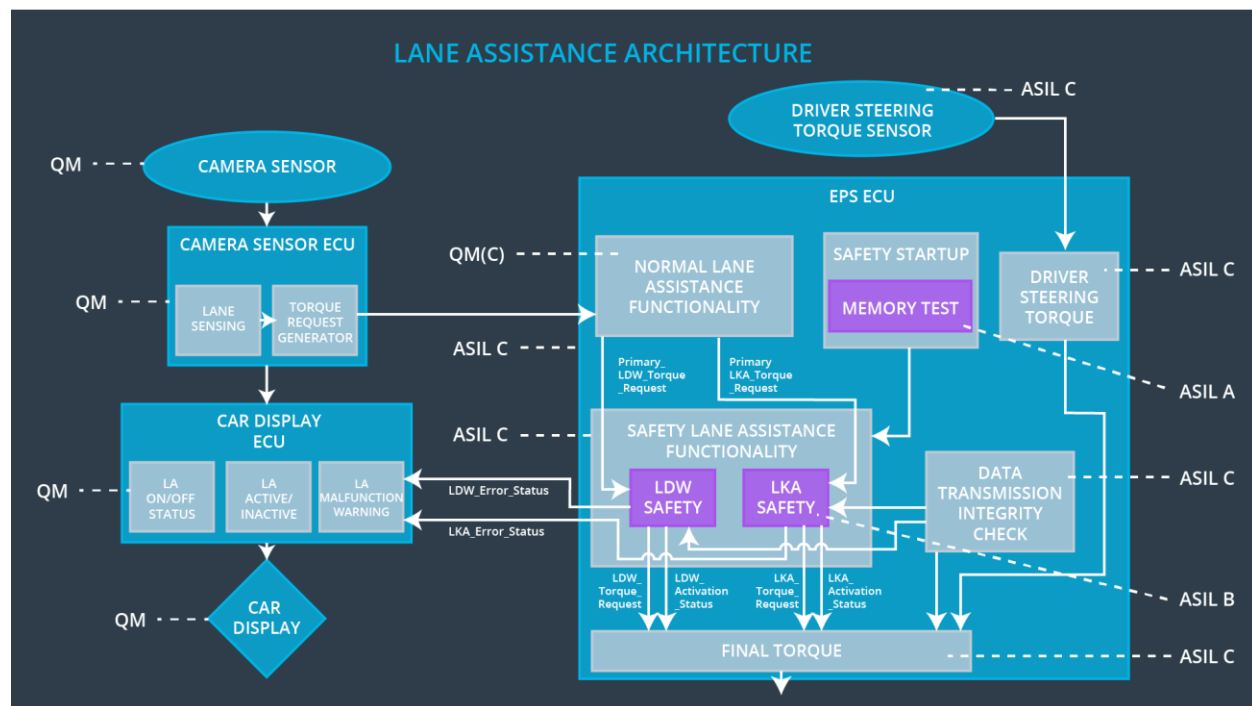 LANE ASSISTANCE ARCHITECTURE
ASIL C
DRIVER STEERING
TORQUE SENSOR
QM
CAMERA SENSOR
EPS ECU
CAMERA SENSOR ECU
QM
LANE
SENSING
TORQUE
REQUEST
GENERATOR
QM(C)
NORMAL LANE
ASSISTANCE
FUNCTIONALITY
SAFETY STARTUP
MEMORY TEST
DRIVER
STEERING
TORQUE
ASIL C
ASIL C
Primary_
LDW_Torque
_Request
Primary
LKA_Torque
_Request
ASIL A
CAR DISPLAY
ECU
QM
LA
ON/OFF
STATUS
LA
ACTIVE/
INACTIVE
LA
MALFUNCTION
WARNING
LDW_Error_Status
LKA_Error_Status
ASIL C
SAFETY LANE ASSISTANCE
FUNCTIONALITY
LDW
SAFETY
LKA
SAFETY
DATA
TRANSMISSION
INTEGRITY
CHECK
ASIL C
LDW_
Torque_
Request
LDW_
Activation
_Status
LKA_
Torque_
Request
LKA_
Activation
_Status
ASIL B
QM
CAR
DISPLAY
FINAL TORQUE
ASIL C